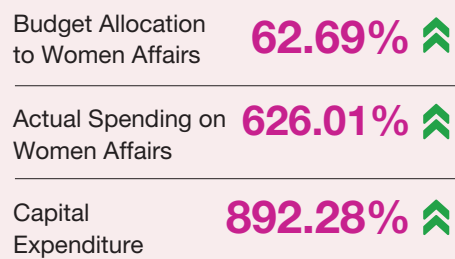 Budget Allocation
to Women Affairs
62.69%
Actual Spending on
Women Affairs
626.01%
Capital
Expenditure
892.28%